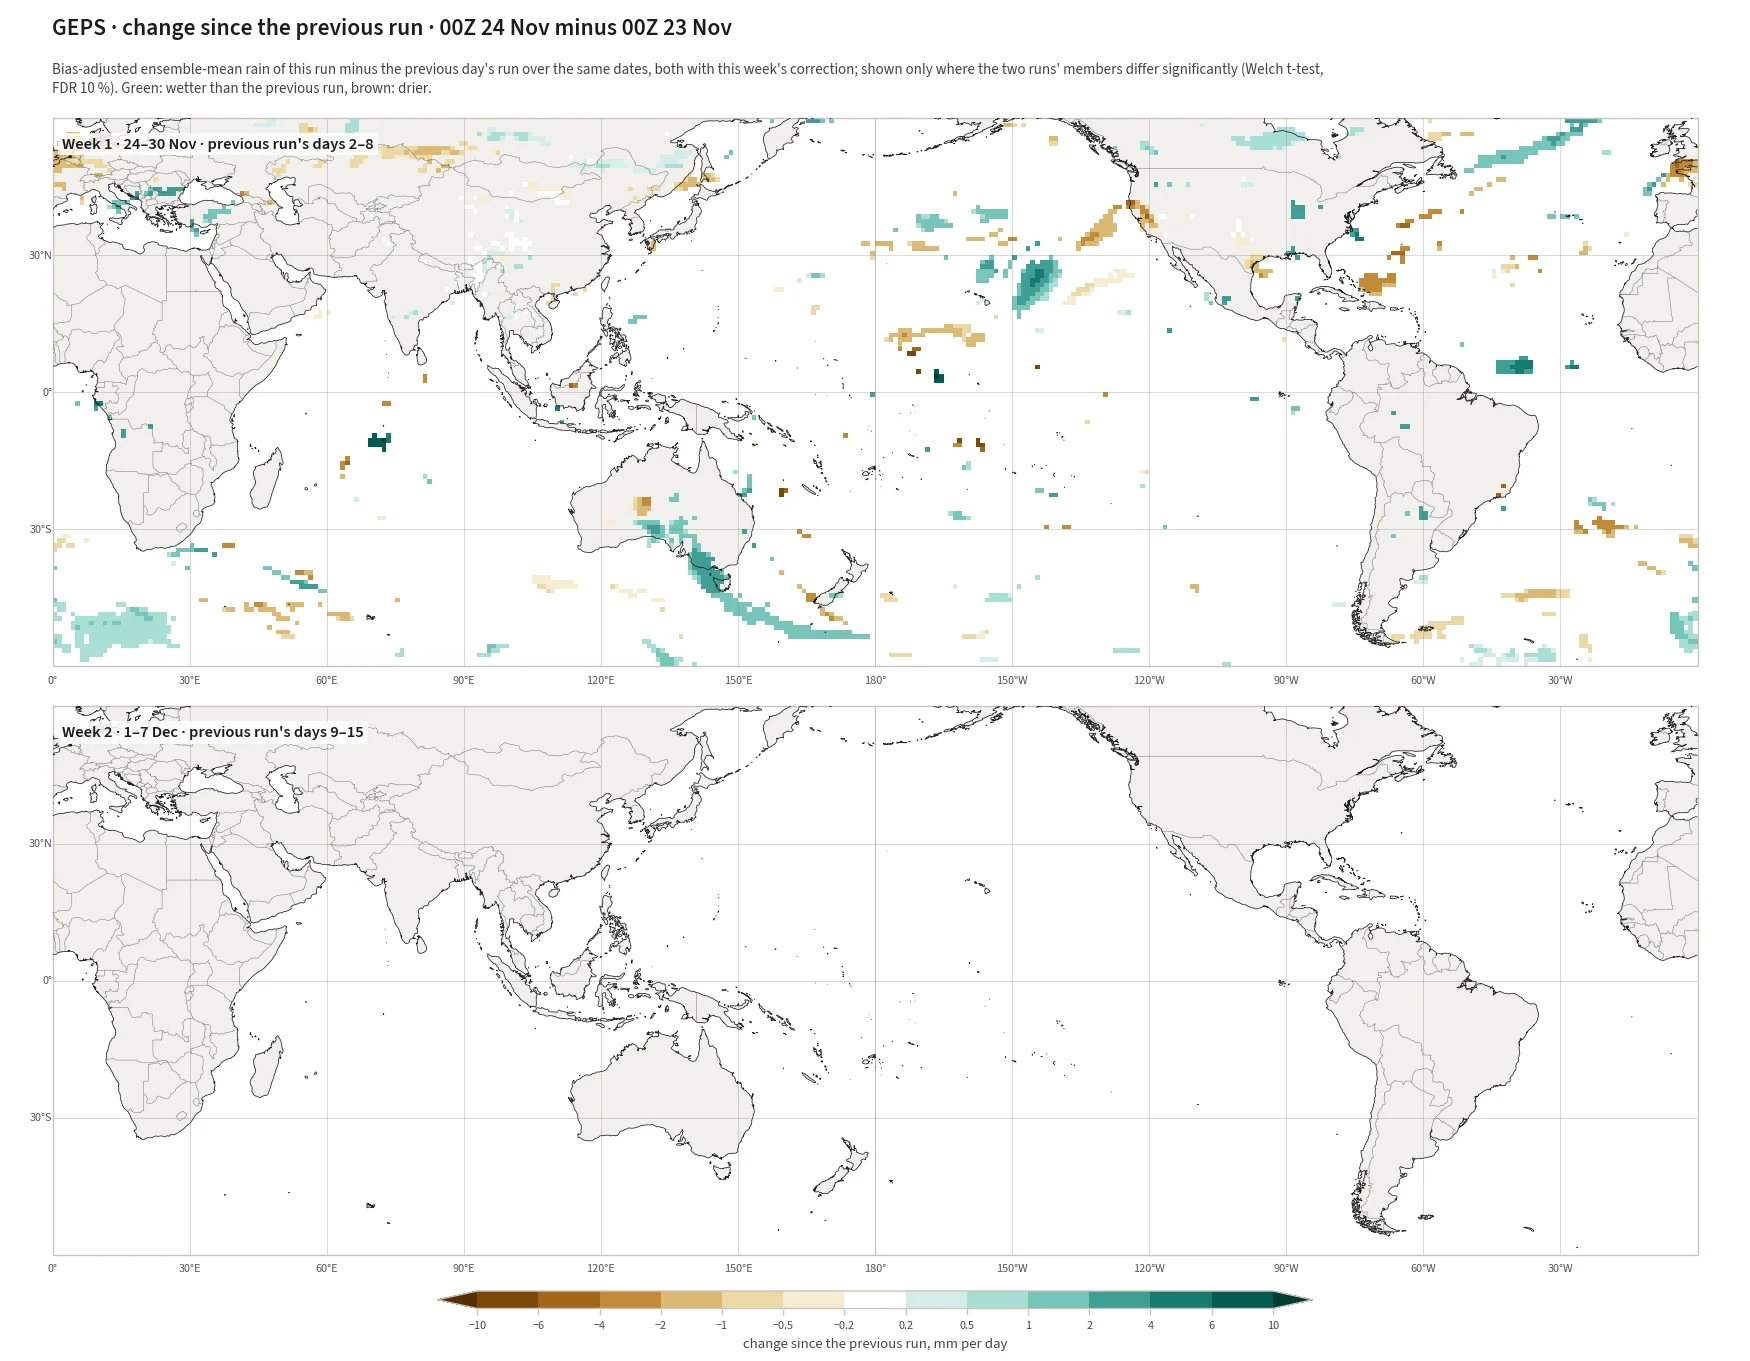 GEPS · change since the previous run · 00Z 24 Nov minus 00Z 23 Nov
Bias-adjusted ensemble-mean rain of this run minus the previous day's run over the same dates, both with this week's correction; shown only where the two runs' members differ significantly (Welch t-test,
FDR 10 %). Green: wetter than the previous run, brown: drier.
Week 1 · 24–30 Nov · previous run's days 2–8
30°N
0°
30°S
0° 30°E 60°E 90°E 120°E 150°E 180° 150°W 120°W 90°W 60°W 30°W
Week 2 · 1–7 Dec · previous run's days 9–15
30°N
0°
30°S
0° 30°E 60°E 90°E 120°E 150°E 180° 150°W 120°W 90°W 60°W 30°W
−10 −6 −4 −2 −1 −0.5 −0.2 0.2 0.5 1 2 4 6 10
change since the previous run, mm per day